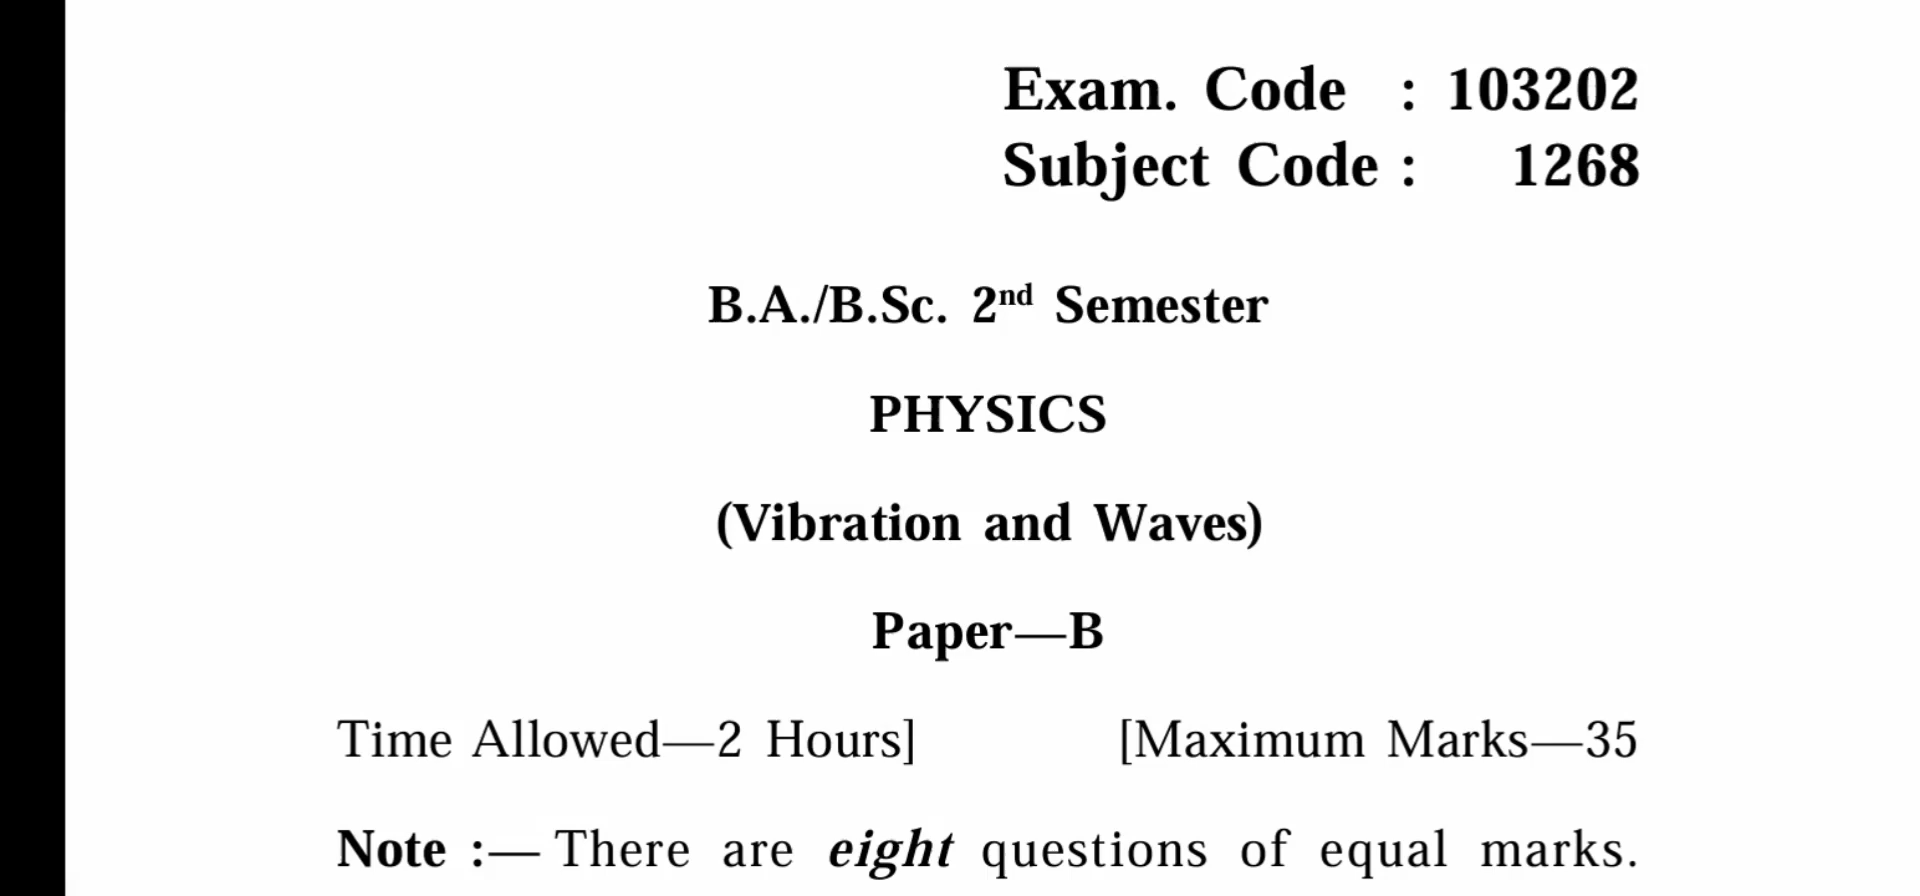 Exam. Code : 103202
Subject Code : 1268
B.A./B.Sc. 2nd Semester
PHYSICS
(Vibration and Waves)
Paper—B
Time Allowed—2 Hours] [Maximum Marks—35
Note :— There are eight questions of equal marks.